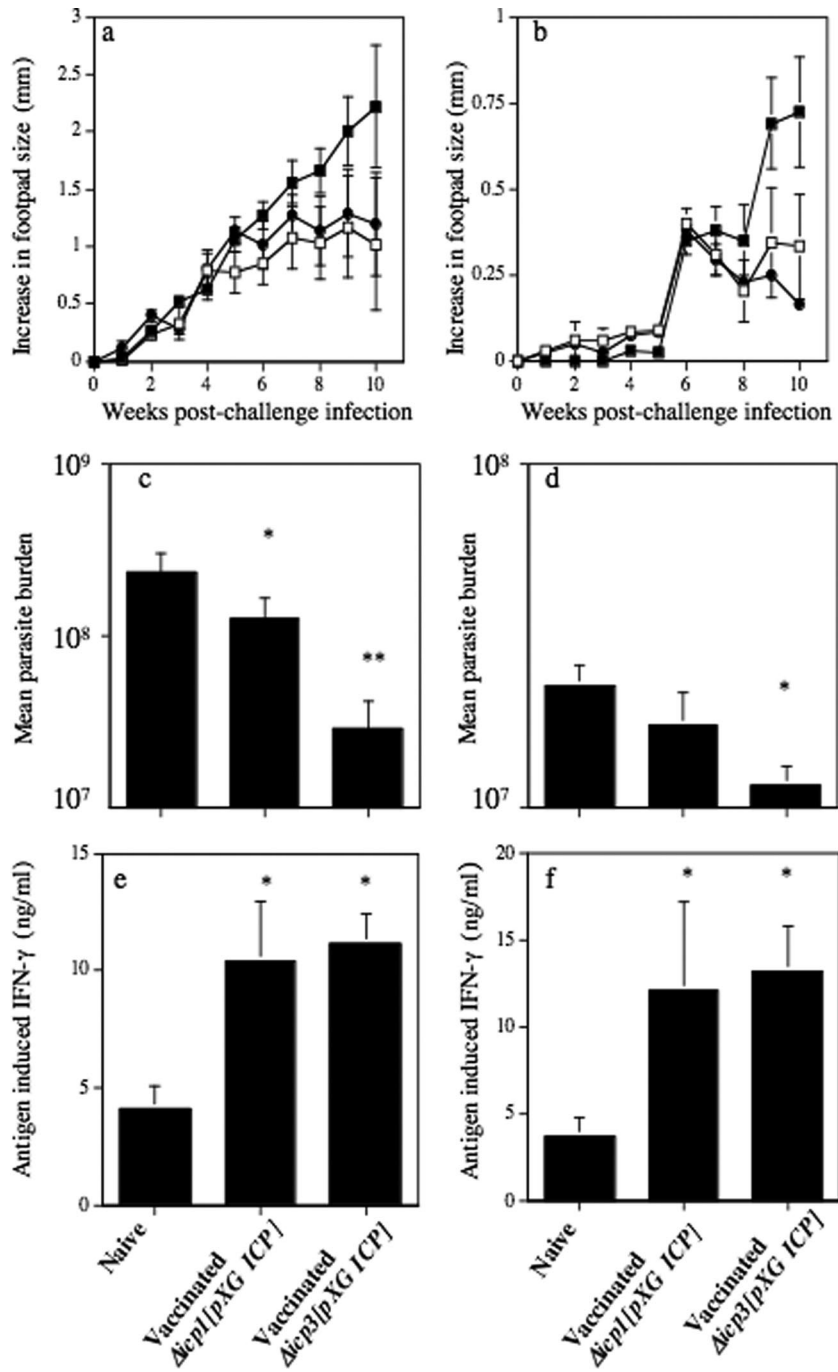 a
Increase in footpad size (mm)
3
2.5
2
1.5
1
0.5
0
0 2 4 6 8 10
Weeks post-challenge infection
b
Increase in footpad size (mm)
1
0.75
0.5
0.25
0
0 2 4 6 8 10
Weeks post-challenge infection
c
Mean parasite burden
10⁹
10⁸
10⁷
*
**
d
Mean parasite burden
10⁸
10⁷
*
e
Antigen induced IFN-γ (ng/ml)
15
10
5
0
* *
Naive
Vaccinated
Δicp1[pXG ICP]
Vaccinated
Δicp3[pXG ICP]
f
Antigen induced IFN-γ (ng/ml)
20
15
10
5
0
* *
Naive
Vaccinated
Δicp1[pXG ICP]
Vaccinated
Δicp3[pXG ICP]